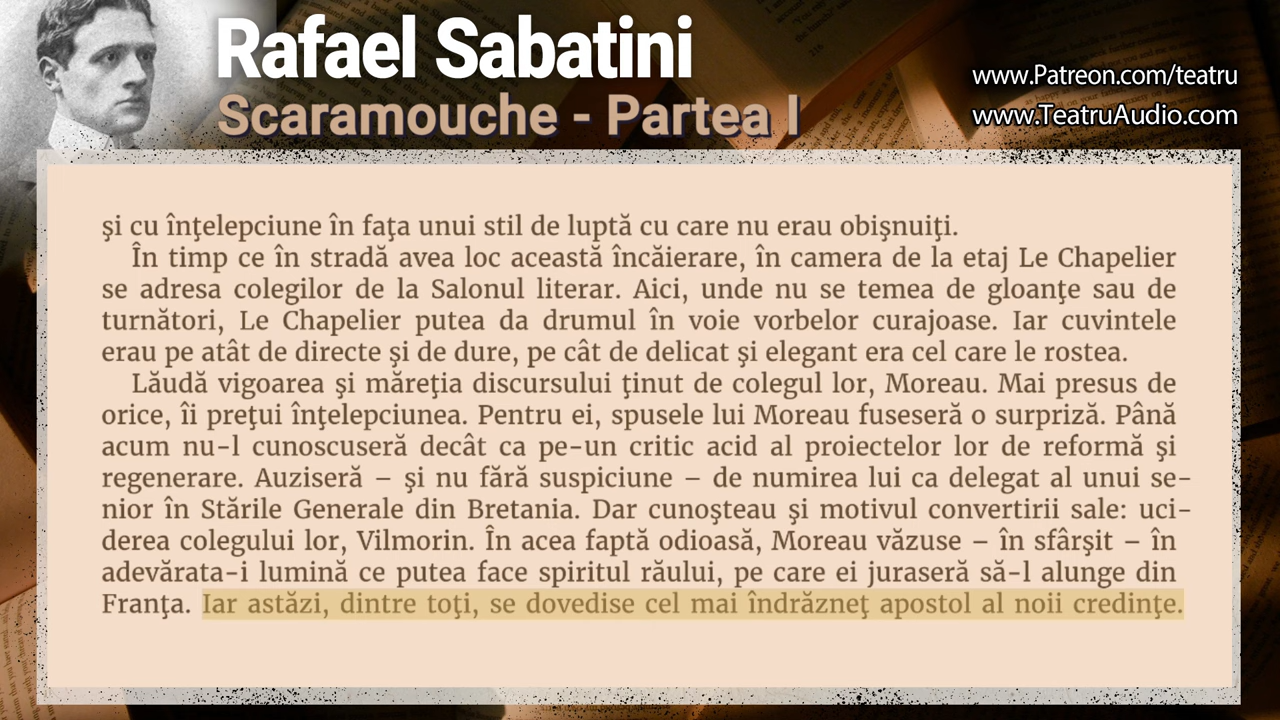 Rafael Sabatini
Scaramouche - Partea I
www.Patreon.com/teatru
www.TeatruAudio.com
şi cu înţelepciune în faţa unui stil de luptă cu care nu erau obişnuiţi.
În timp ce în stradă avea loc această încăierare, în camera de la etaj Le Chapelier
se adresa colegilor de la Salonul literar. Aici, unde nu se temea de gloanţe sau de
turnători, Le Chapelier putea da drumul în voie vorbelor curajoase. Iar cuvintele
erau pe atât de directe şi de dure, pe cât de delicat şi elegant era cel care le rostea.
Lăudă vigoarea şi măreţia discursului ţinut de colegul lor, Moreau. Mai presus de
orice, îi preţui înţelepciunea. Pentru ei, spusele lui Moreau fuseseră o surpriză. Până
acum nu-l cunoscuseră decât ca pe-un critic acid al proiectelor lor de reformă şi
regenerare. Auziseră – şi nu fără suspiciune – de numirea lui ca delegat al unui se-
nior în Stările Generale din Bretania. Dar cunoşteau şi motivul convertirii sale: uci-
derea colegului lor, Vilmorin. În acea faptă odioasă, Moreau văzuse – în sfârşit – în
adevărata-i lumină ce putea face spiritul răului, pe care ei juraseră să-l alunge din
Franţa. Iar astăzi, dintre toţi, se dovedise cel mai îndrăzneţ apostol al noii credinţe.